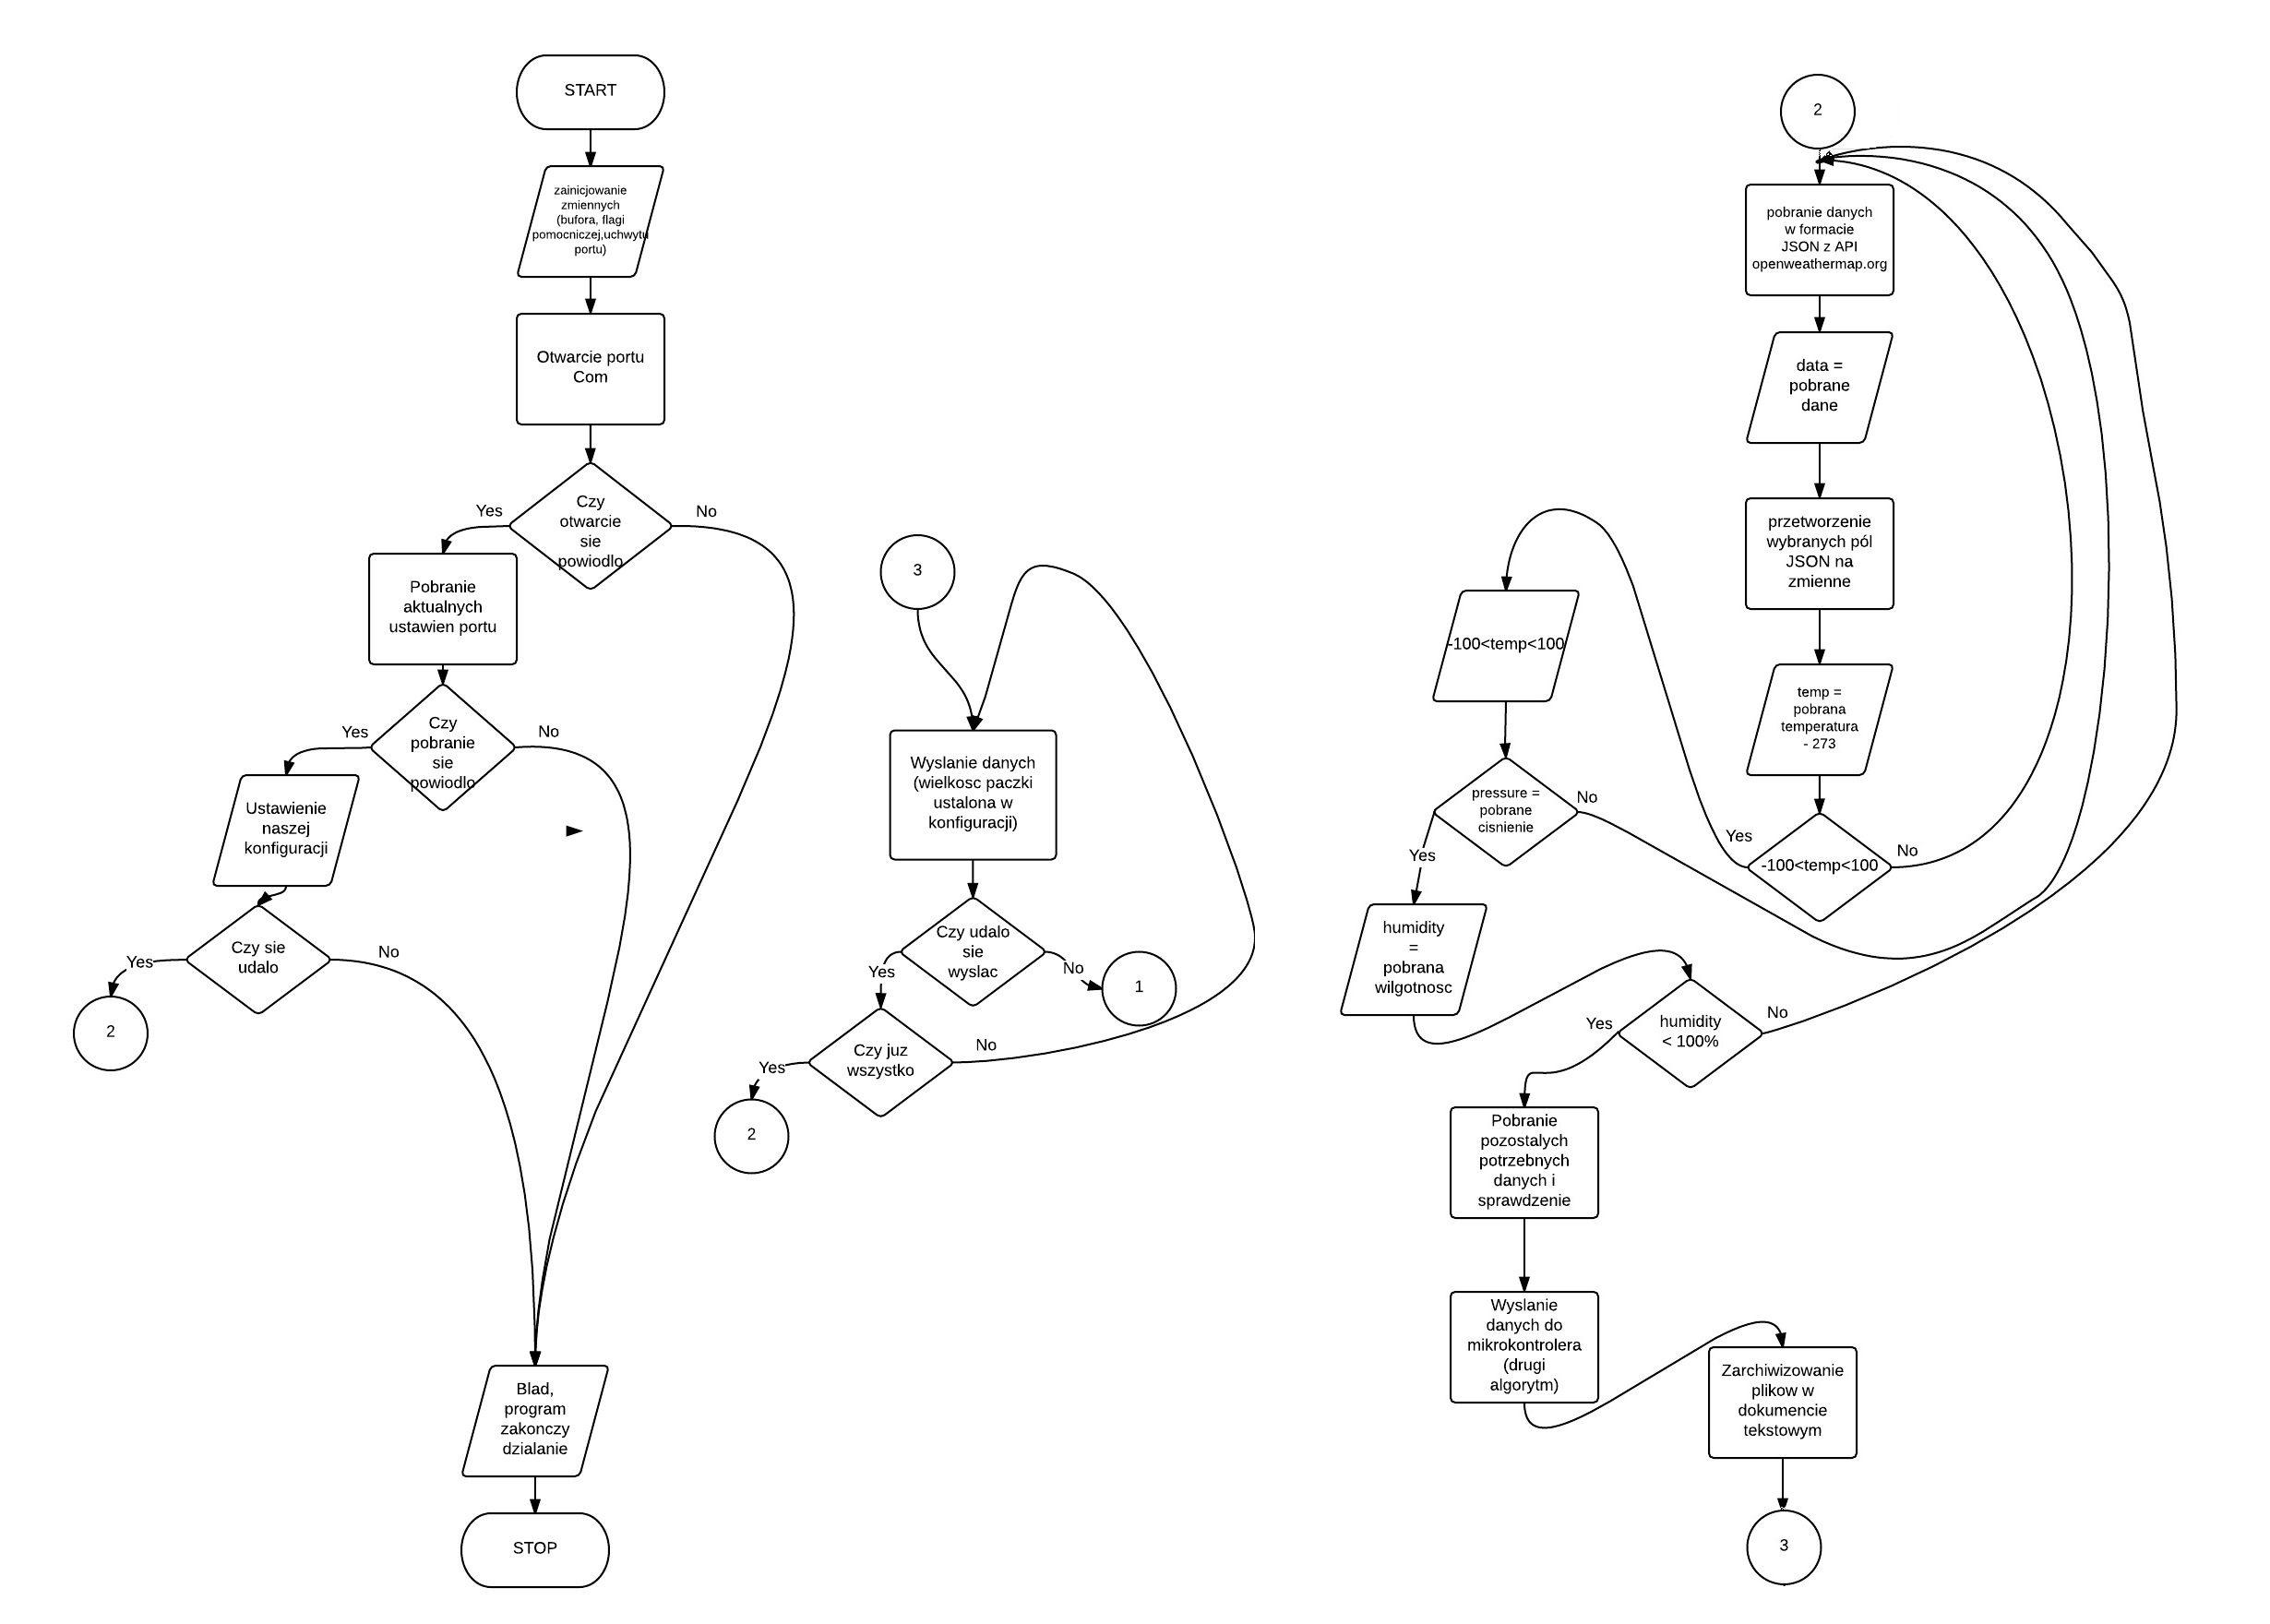 START
zainicjowanie
zmiennych
(bufora, flagi
pomocniczej,uchwytu
portu)
Otwarcie portu
Com
Czy
otwarcie
sie
powiodlo
Yes
No
Pobranie
aktualnych
ustawien portu
Czy
pobranie
sie
powiodlo
Yes
No
Ustawienie
naszej
konfiguracji
Czy sie
udalo
Yes
No
2
Blad,
program
zakonczy
dzialanie
STOP
3
Wyslanie danych
(wielkosc paczki
ustalona w
konfiguracji)
Czy udalo
sie
wyslac
Yes
No
1
Czy juz
wszystko
Yes
No
2
2
pobranie danych
w formacie
JSON z API
openweathermap.org
data =
pobrane
dane
przetworzenie
wybranych pól
JSON na
zmienne
temp =
pobrana
temperatura
- 273
-100<temp<100
Yes
No
-100<temp<100
pressure =
pobrane
cisnienie
Yes
No
humidity
=
pobrana
wilgotnosc
humidity
< 100%
Yes
No
Pobranie
pozostalych
potrzebnych
danych i
sprawdzenie
Wyslanie
danych do
mikrokontrolera
(drugi
algorytm)
Zarchiwizowanie
plikow w
dokumencie
tekstowym
3